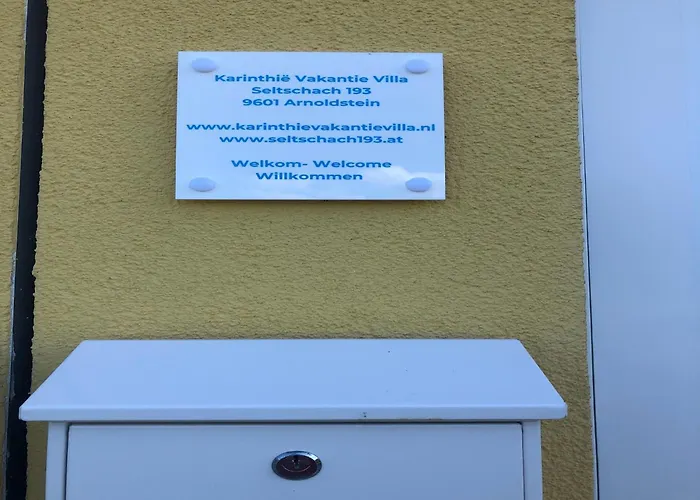 Karinthië Vakantie Villa
Seltschach 193
9601 Arnoldstein
www.karinthievakantievilla.nl
www.seltschach193.at
Welkom- Welcome
Willkommen